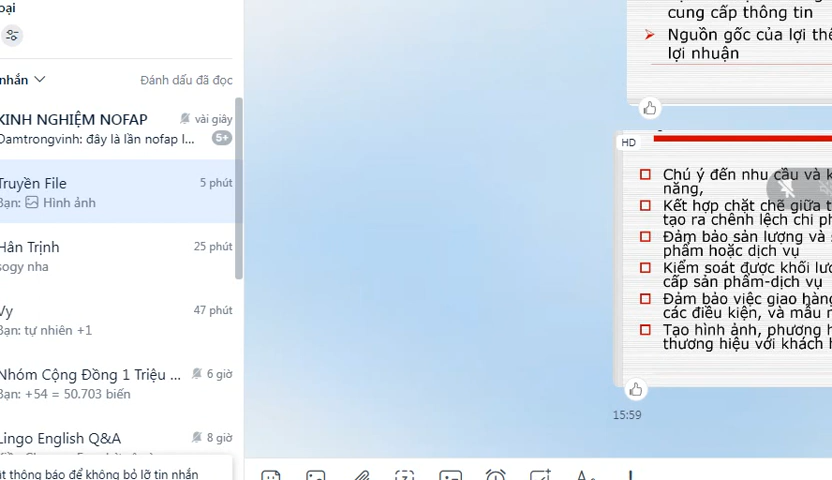 oại
nhắn
Đánh dấu đã đọc
KINH NGHIỆM NOFAP
vài giây
Damtrongvinh: đây là lần nofap l...
5+
Truyền File
5 phút
Bạn: Hình ảnh
Hân Trịnh
25 phút
sogy nha
Vy
47 phút
Bạn: tự nhiên +1
Nhóm Cộng Đồng 1 Triệu ...
6 giờ
Bạn: +54 = 50.703 biến
Lingo English Q&A
8 giờ
ật thông báo để không bỏ lỡ tin nhắn
cung cấp thông tin
Nguồn gốc của lợi thế
lợi nhuận
HD
Chú ý đến nhu cầu và k
năng,
Kết hợp chặt chẽ giữa t
tạo ra chênh lệch chi ph
Đảm bảo sản lượng và s
phẩm hoặc dịch vụ
Kiểm soát được khối lượ
cấp sản phẩm-dịch vụ
Đảm bảo việc giao hàng
các điều kiện, và mẫu m
Tạo hình ảnh, phương h
thương hiệu với khách h
15:59